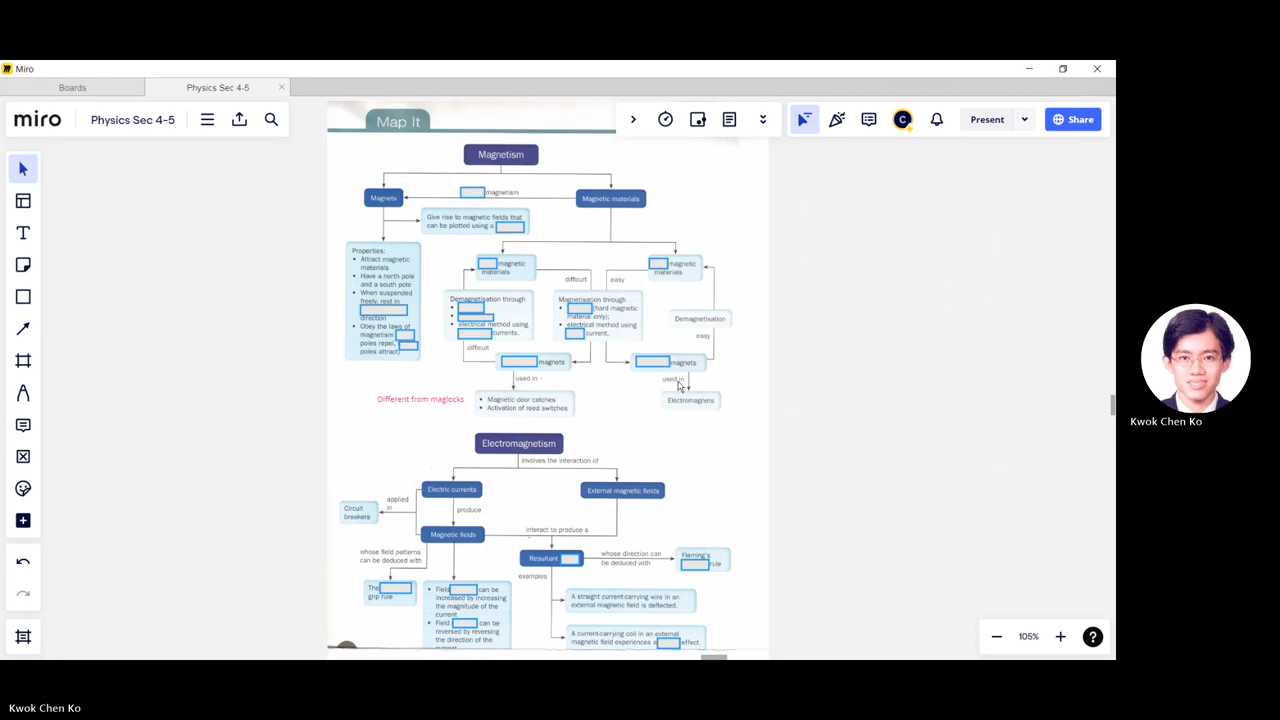 Miro
Boards
Physics Sec 4-5
miro
Physics Sec 4-5
C
Present
Share
Map It
Magnetism
Magnets
magnetism
Magnetic materials
Give rise to magnetic fields that
can be plotted using a
Properties:
• Attract magnetic
materials
• Have a north pole
and a south pole
• When suspended
freely, rest in
direction
• Obey the laws of
magnetism
poles repel,
poles attract)
magnetic
materials
difficult
easy
magnetic
materials
Demagnetisation through
•
•
• electrical method using
currents.
Magnetisation through
• (hard magnetic
material only);
• electrical method using
current.
Demagnetisation
easy
difficult
magnets
magnets
used in
used in
Different from maglocks
• Magnetic door catches
• Activation of reed switches
Electromagnets
Electromagnetism
involves the interaction of
Electric currents
External magnetic fields
Circuit
breakers
applied
in
produce
Magnetic fields
interact to produce a
whose field patterns
can be deduced with
Resultant
whose direction can
be deduced with
Fleming's
rule
examples
The
grip rule
• Field can be
increased by increasing
the magnitude of the
current
• Field can be
reversed by reversing
the direction of the
A straight current-carrying wire in an
external magnetic field is deflected.
A current-carrying coil in an external
magnetic field experiences a effect.
105%
Kwok Chen Ko
Kwok Chen Ko